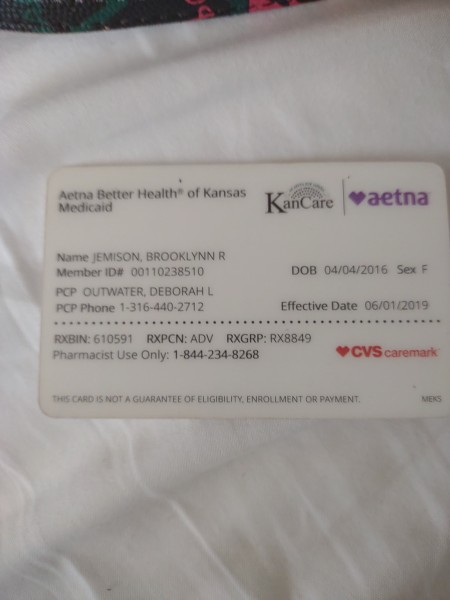 Aetna Better Health® of Kansas
Medicaid
KanCare
aetna
Name JEMISON, BROOKLYNN R
Member ID# 00110238510
DOB 04/04/2016 Sex F
PCP OUTWATER, DEBORAH L
PCP Phone 1-316-440-2712
Effective Date 06/01/2019
RXBIN: 610591 RXPCN: ADV RXGRP: RX8849
Pharmacist Use Only: 1-844-234-8268
CVS caremark
THIS CARD IS NOT A GUARANTEE OF ELIGIBILITY, ENROLLMENT OR PAYMENT.
MEKS